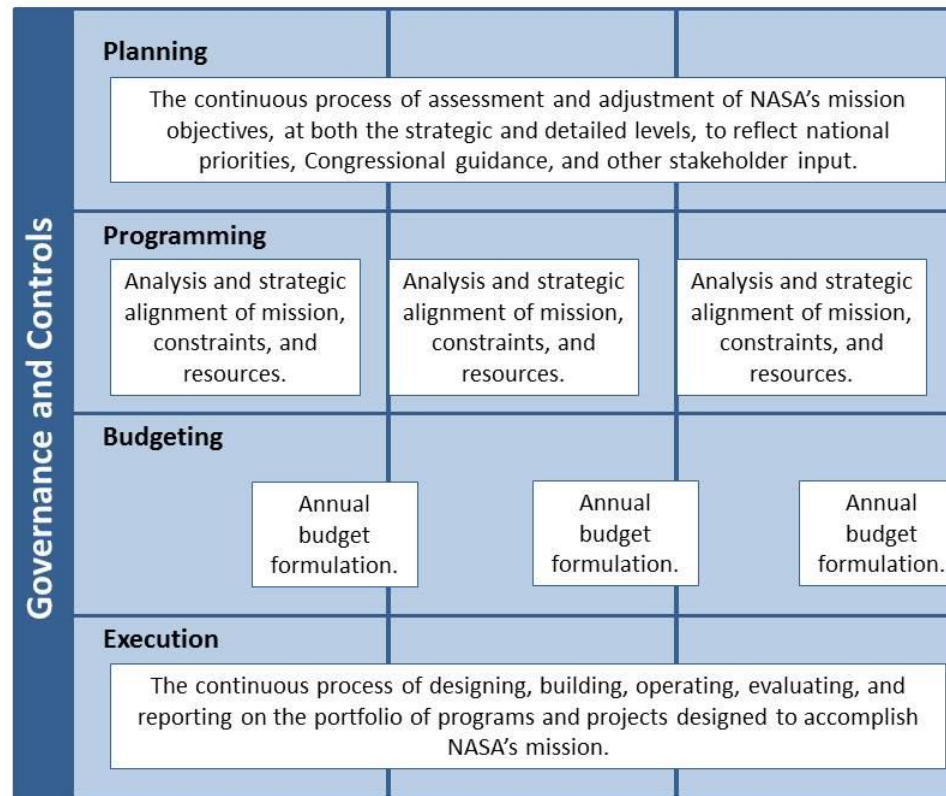 Governance and Controls
Planning
The continuous process of assessment and adjustment of NASA’s mission
objectives, at both the strategic and detailed levels, to reflect national
priorities, Congressional guidance, and other stakeholder input.
Programming
Analysis and strategic
alignment of mission,
constraints, and
resources.
Analysis and strategic
alignment of mission,
constraints, and
resources.
Analysis and strategic
alignment of mission,
constraints, and
resources.
Budgeting
Annual
budget
formulation.
Annual
budget
formulation.
Annual
budget
formulation.
Execution
The continuous process of designing, building, operating, evaluating, and
reporting on the portfolio of programs and projects designed to accomplish
NASA’s mission.